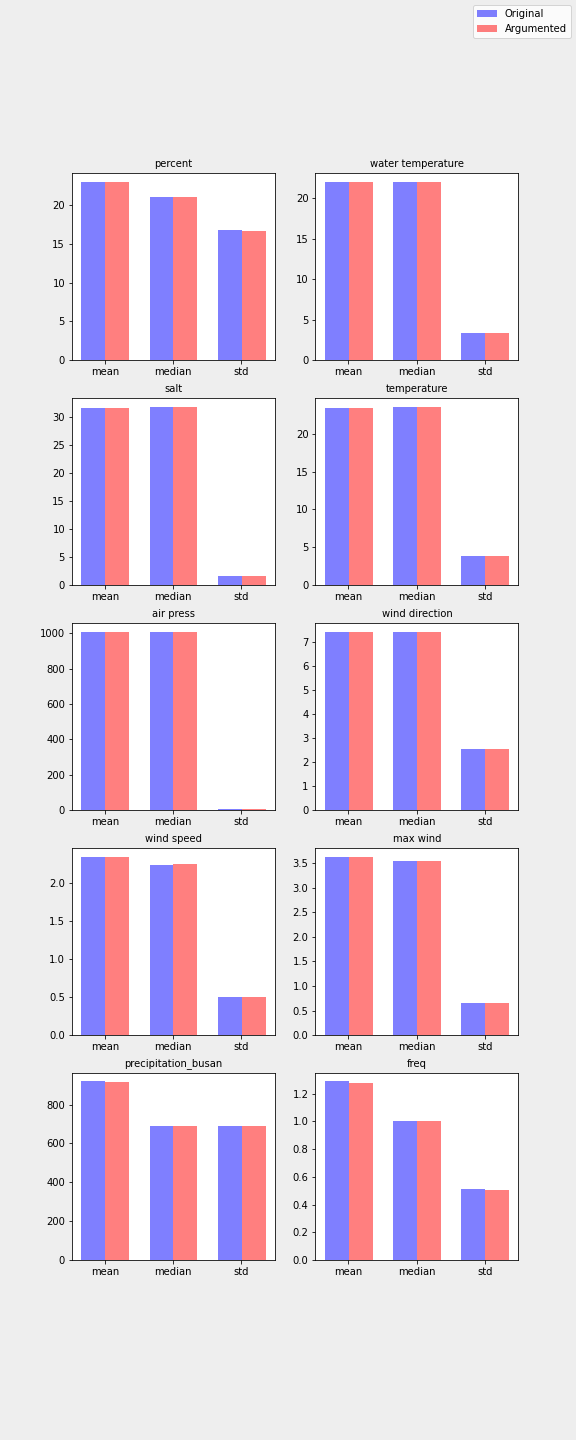 Original
Argumented
percent
20
15
10
5
0
mean median std
water temperature
20
15
10
5
0
mean median std
salt
30
25
20
15
10
5
0
mean median std
temperature
20
15
10
5
0
mean median std
air press
1000
800
600
400
200
0
mean median std
wind direction
7
6
5
4
3
2
1
0
mean median std
wind speed
2.0
1.5
1.0
0.5
0.0
mean median std
max wind
3.5
3.0
2.5
2.0
1.5
1.0
0.5
0.0
mean median std
precipitation_busan
800
600
400
200
0
mean median std
freq
1.2
1.0
0.8
0.6
0.4
0.2
0.0
mean median std